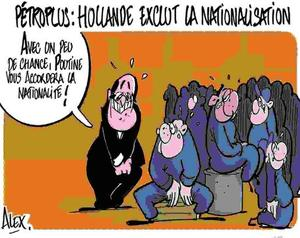 PÉTROPLUS: HOLLANDE EXCLUT LA NATIONALISATION
AVEC UN PEU
DE CHANCE, POUTINE
VOUS ACCORDERA LA
NATIONALITÉ!
ALEX.